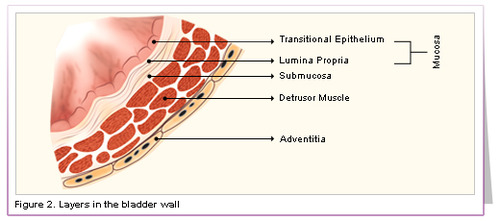 Transitional Epithelium
Lumina Propria
Mucosa
Submucosa
Detrusor Muscle
Adventitia
Figure 2. Layers in the bladder wall